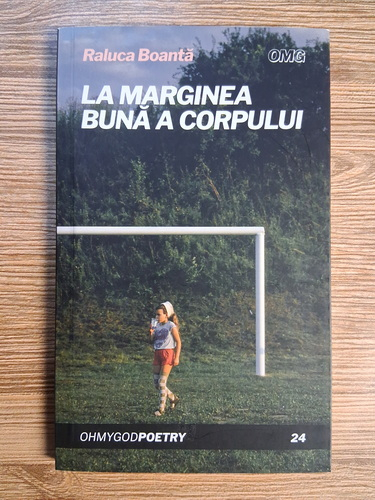 Raluca Boantă OMG
LA MARGINEA
BUNĂ A CORPULUI
OHMYGODPOETRY 24